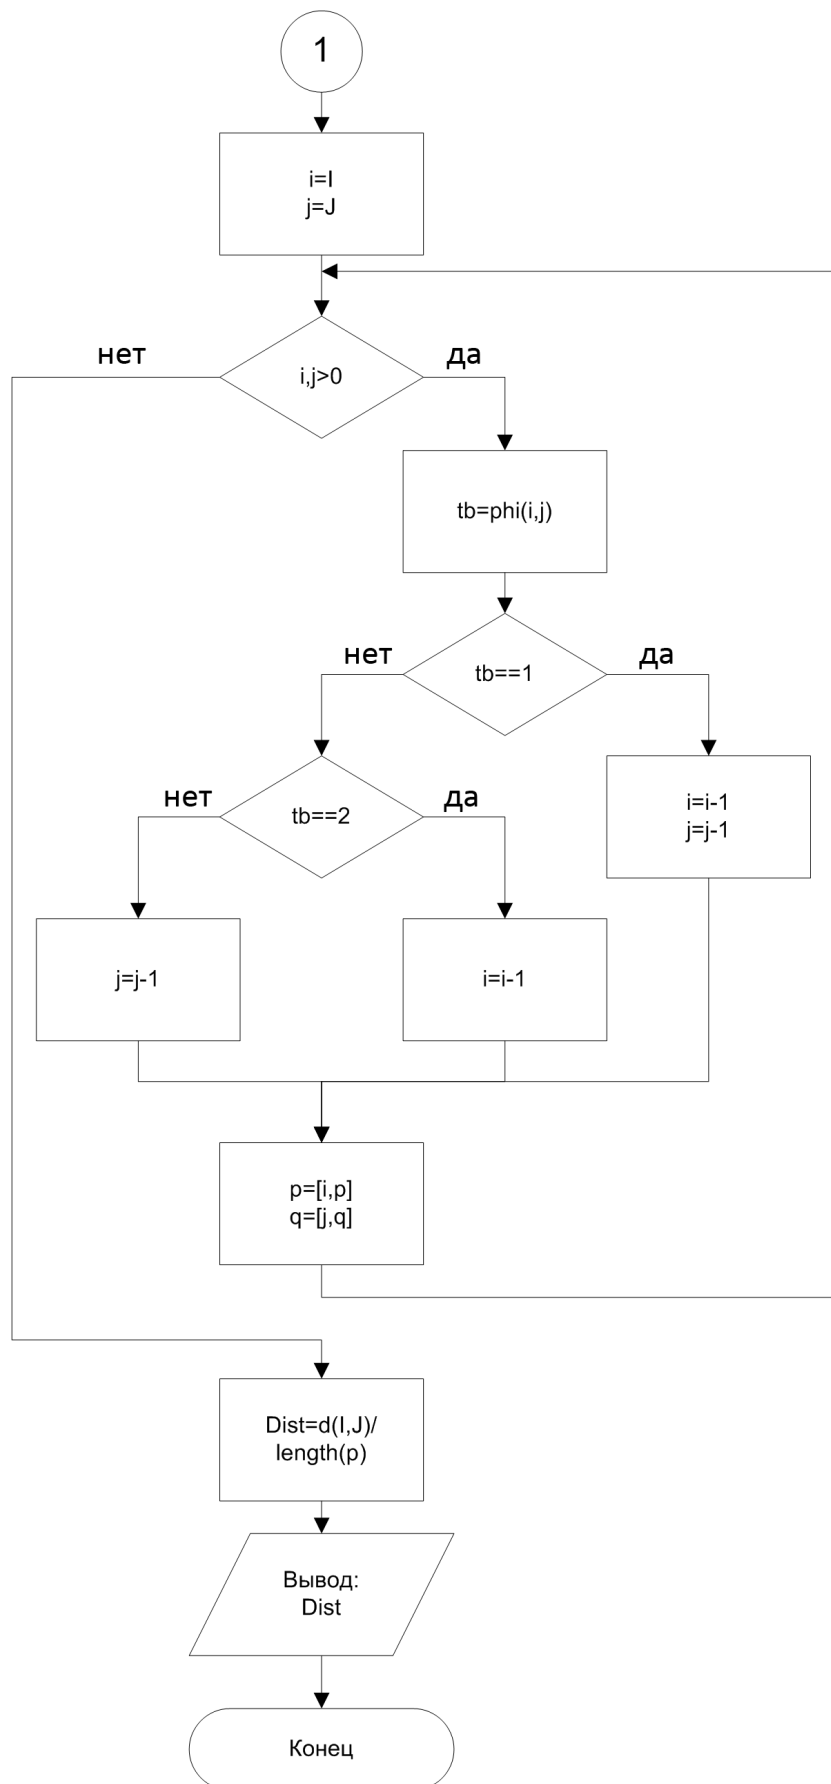 1
i=I
j=J
нет
да
i,j>0
tb=phi(i,j)
нет
да
tb==1
нет
да
tb==2
i=i-1
j=j-1
j=j-1
i=i-1
p=[i,p]
q=[j,q]
Dist=d(I,J)/
length(p)
Вывод:
Dist
Конец